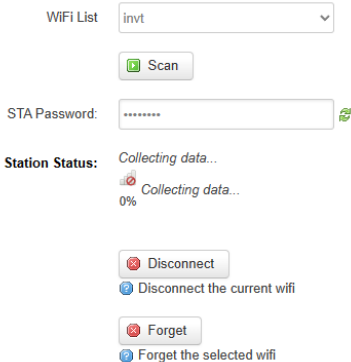 WiFi List
invt
Scan
STA Password:
••••••••
Station Status:
Collecting data...
Collecting data...
0%
Disconnect
Disconnect the current wifi
Forget
Forget the selected wifi